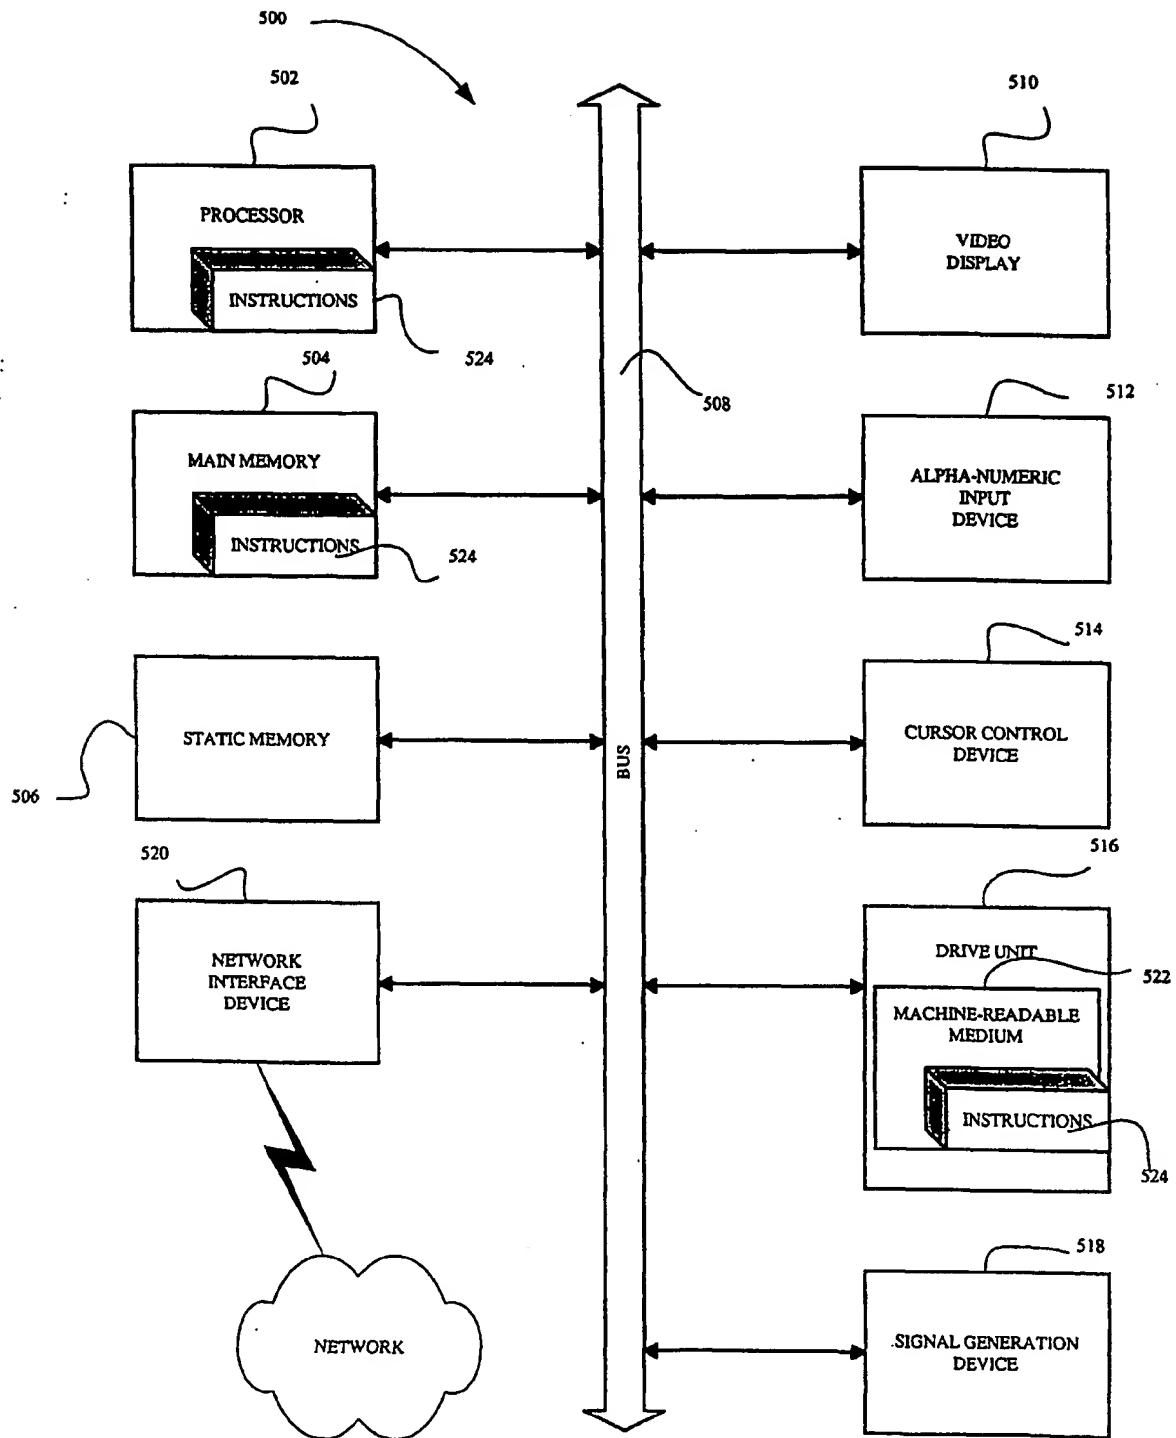 500
502
510
PROCESSOR
INSTRUCTIONS
524
VIDEO
DISPLAY
504
508
512
MAIN MEMORY
INSTRUCTIONS
524
ALPHA-NUMERIC
INPUT
DEVICE
514
STATIC MEMORY
506
BUS
CURSOR CONTROL
DEVICE
520
516
NETWORK
INTERFACE
DEVICE
DRIVE UNIT
522
MACHINE-READABLE
MEDIUM
INSTRUCTIONS
524
518
NETWORK
SIGNAL GENERATION
DEVICE